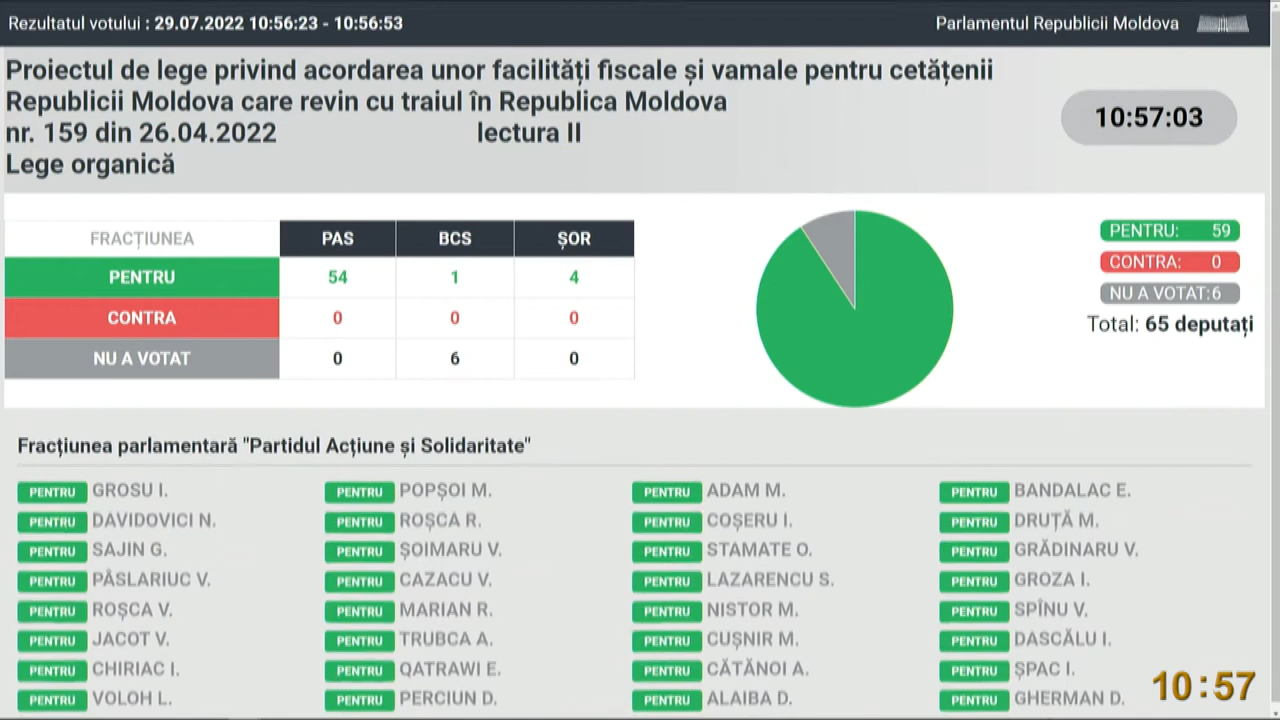 Rezultatul votului : 29.07.2022 10:56:23 - 10:56:53 Parlamentul Republicii Moldova
Proiectul de lege privind acordarea unor facilități fiscale și vamale pentru cetățenii
Republicii Moldova care revin cu traiul în Republica Moldova
nr. 159 din 26.04.2022 lectura II
Lege organică
10:57:03
FRACȚIUNEA PAS BCS ȘOR
PENTRU 54 1 4
CONTRA 0 0 0
NU A VOTAT 0 6 0
PENTRU: 59
CONTRA: 0
NU A VOTAT: 6
Total: 65 deputați
Fracțiunea parlamentară "Partidul Acțiune și Solidaritate"
PENTRU GROSU I. PENTRU POPȘOI M. PENTRU ADAM M. PENTRU BANDALAC E.
PENTRU DAVIDOVICI N. PENTRU ROȘCA R. PENTRU COȘERU I. PENTRU DRUȚĂ M.
PENTRU SAJIN G. PENTRU ȘOIMARU V. PENTRU STAMATE O. PENTRU GRĂDINARU V.
PENTRU PÂSLARIUC V. PENTRU CAZACU V. PENTRU LAZARENCU S. PENTRU GROZA I.
PENTRU ROȘCA V. PENTRU MARIAN R. PENTRU NISTOR M. PENTRU SPÎNU V.
PENTRU JACOT V. PENTRU TRUBCA A. PENTRU CUȘNIR M. PENTRU DASCĂLU I.
PENTRU CHIRIAC I. PENTRU QATRAWI E. PENTRU CĂTĂNOI A. PENTRU ȘPAC I.
PENTRU VOLOH L. PENTRU PERCIUN D. PENTRU ALAIBA D. PENTRU GHERMAN D.
10:57